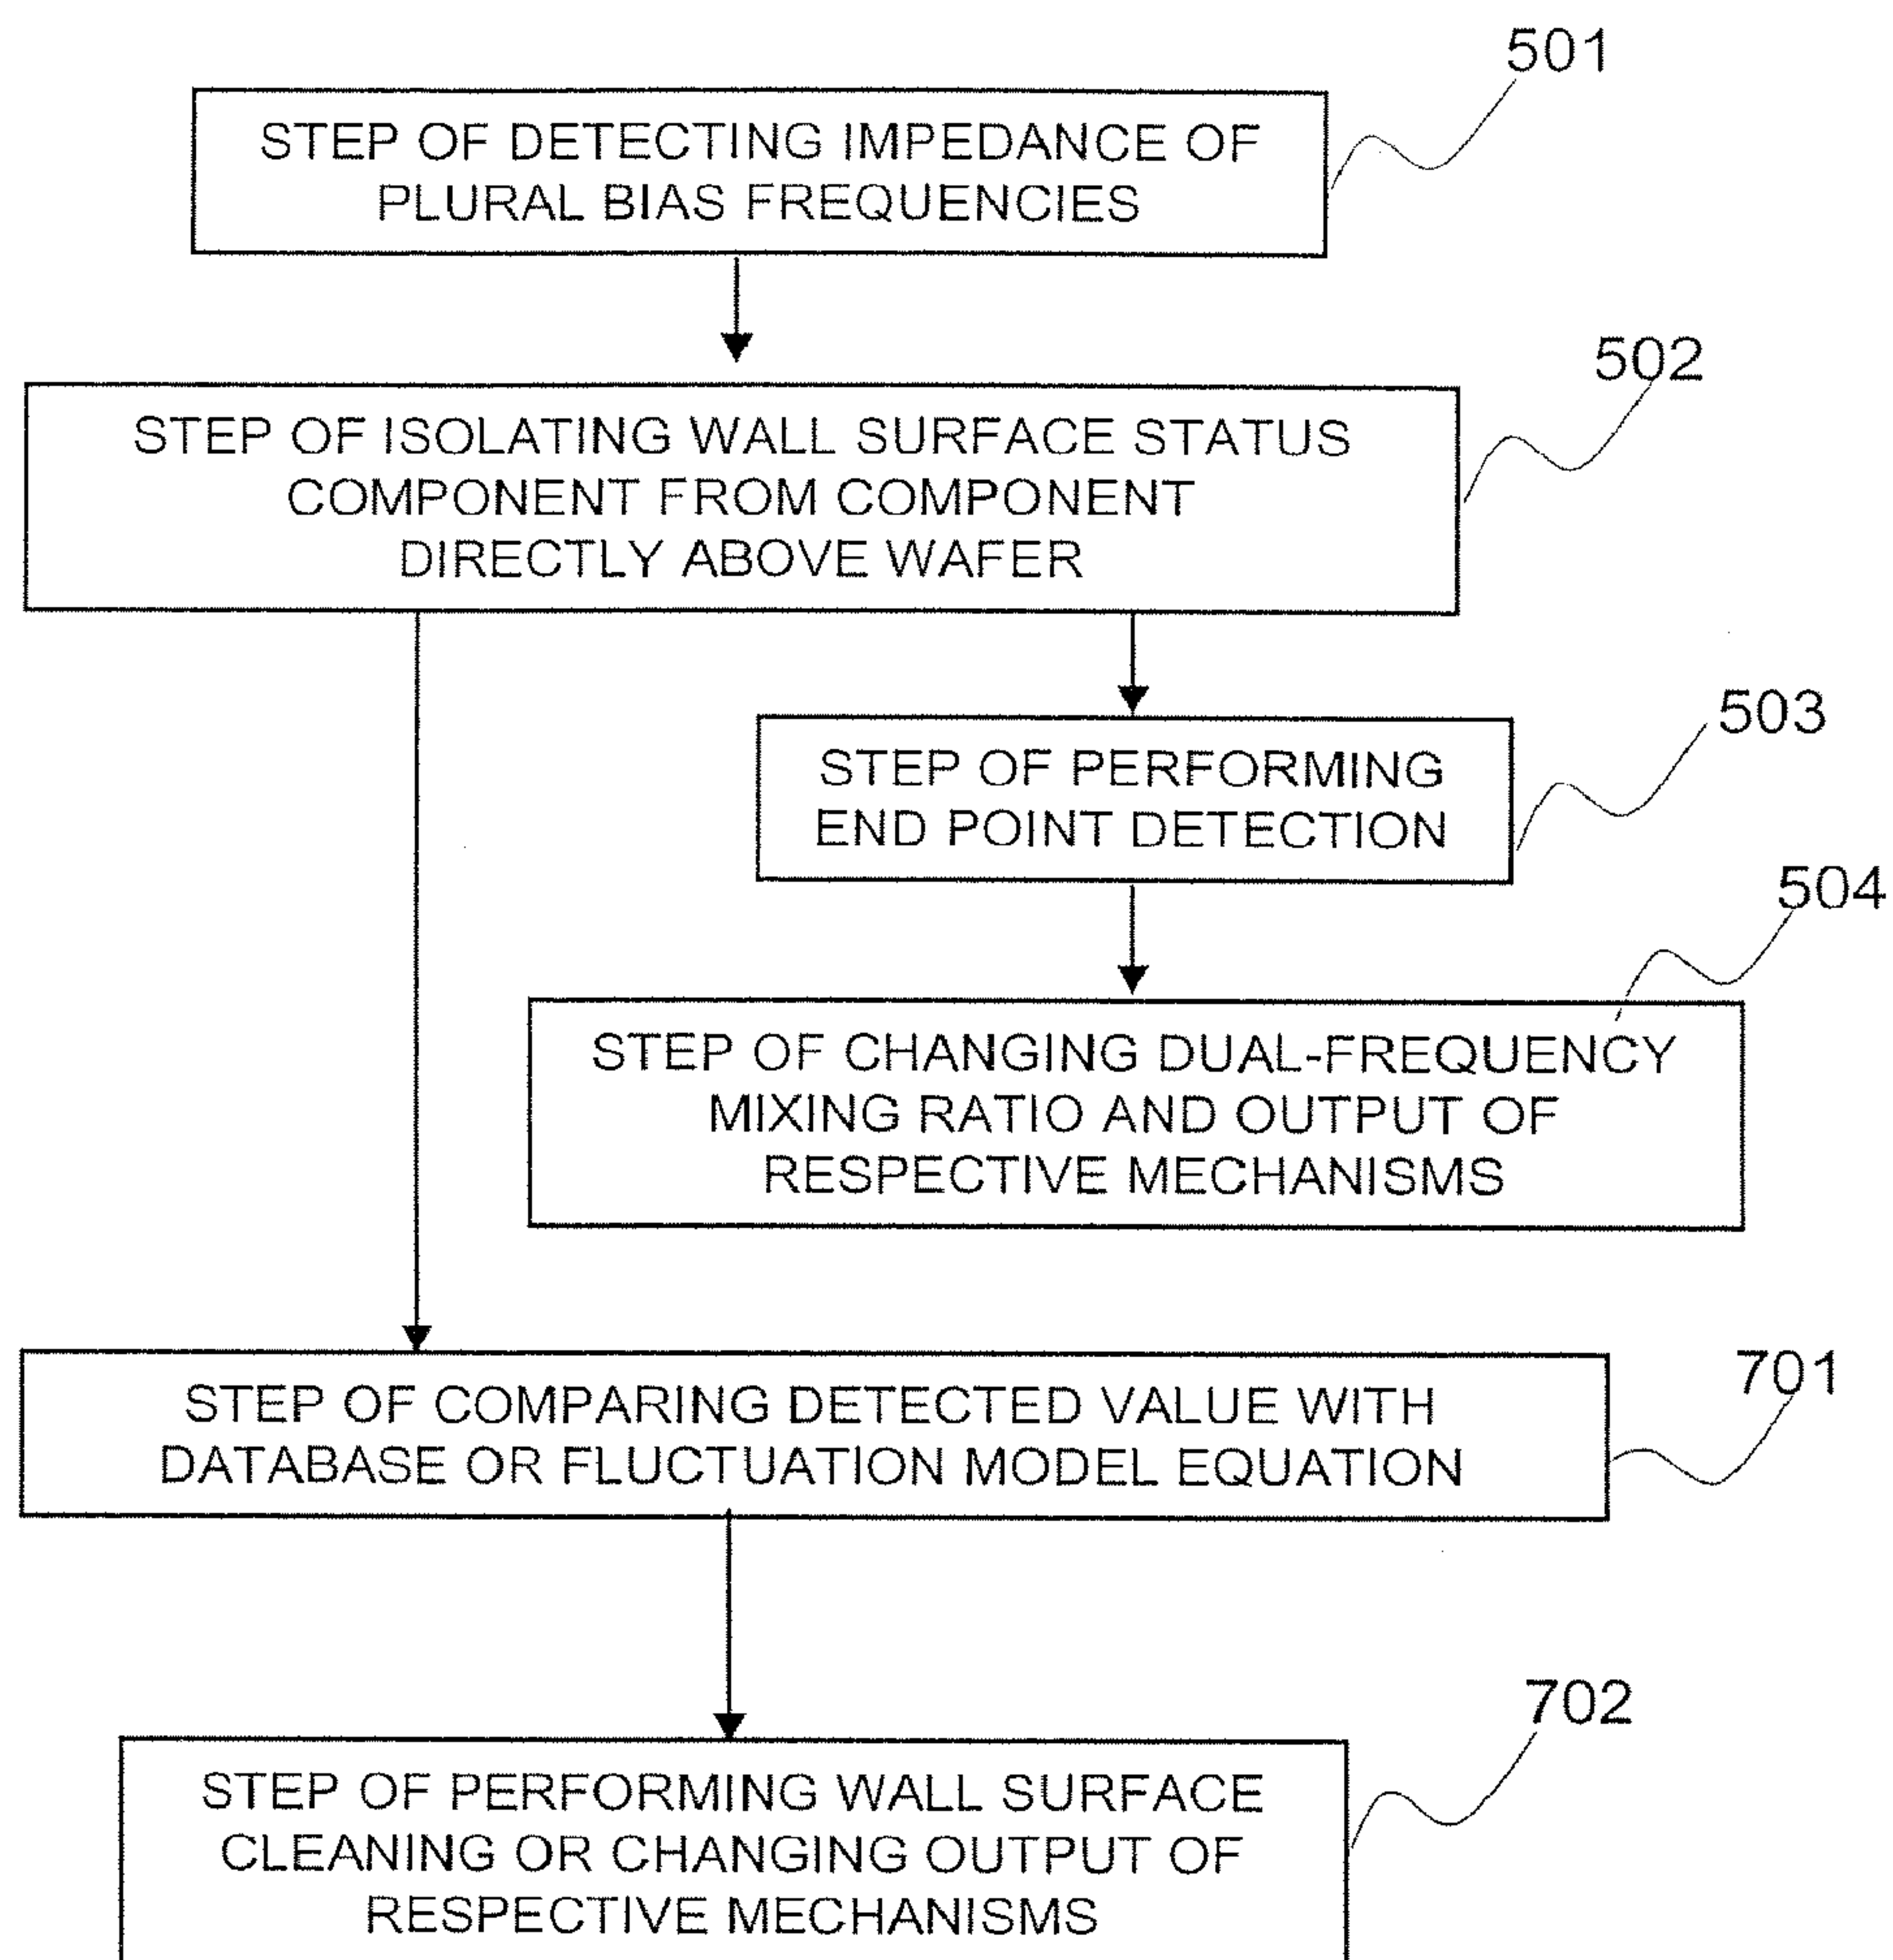 501
STEP OF DETECTING IMPEDANCE OF
PLURAL BIAS FREQUENCIES
502
STEP OF ISOLATING WALL SURFACE STATUS
COMPONENT FROM COMPONENT
DIRECTLY ABOVE WAFER
503
STEP OF PERFORMING
END POINT DETECTION
504
STEP OF CHANGING DUAL-FREQUENCY
MIXING RATIO AND OUTPUT OF
RESPECTIVE MECHANISMS
701
STEP OF COMPARING DETECTED VALUE WITH
DATABASE OR FLUCTUATION MODEL EQUATION
702
STEP OF PERFORMING WALL SURFACE
CLEANING OR CHANGING OUTPUT OF
RESPECTIVE MECHANISMS